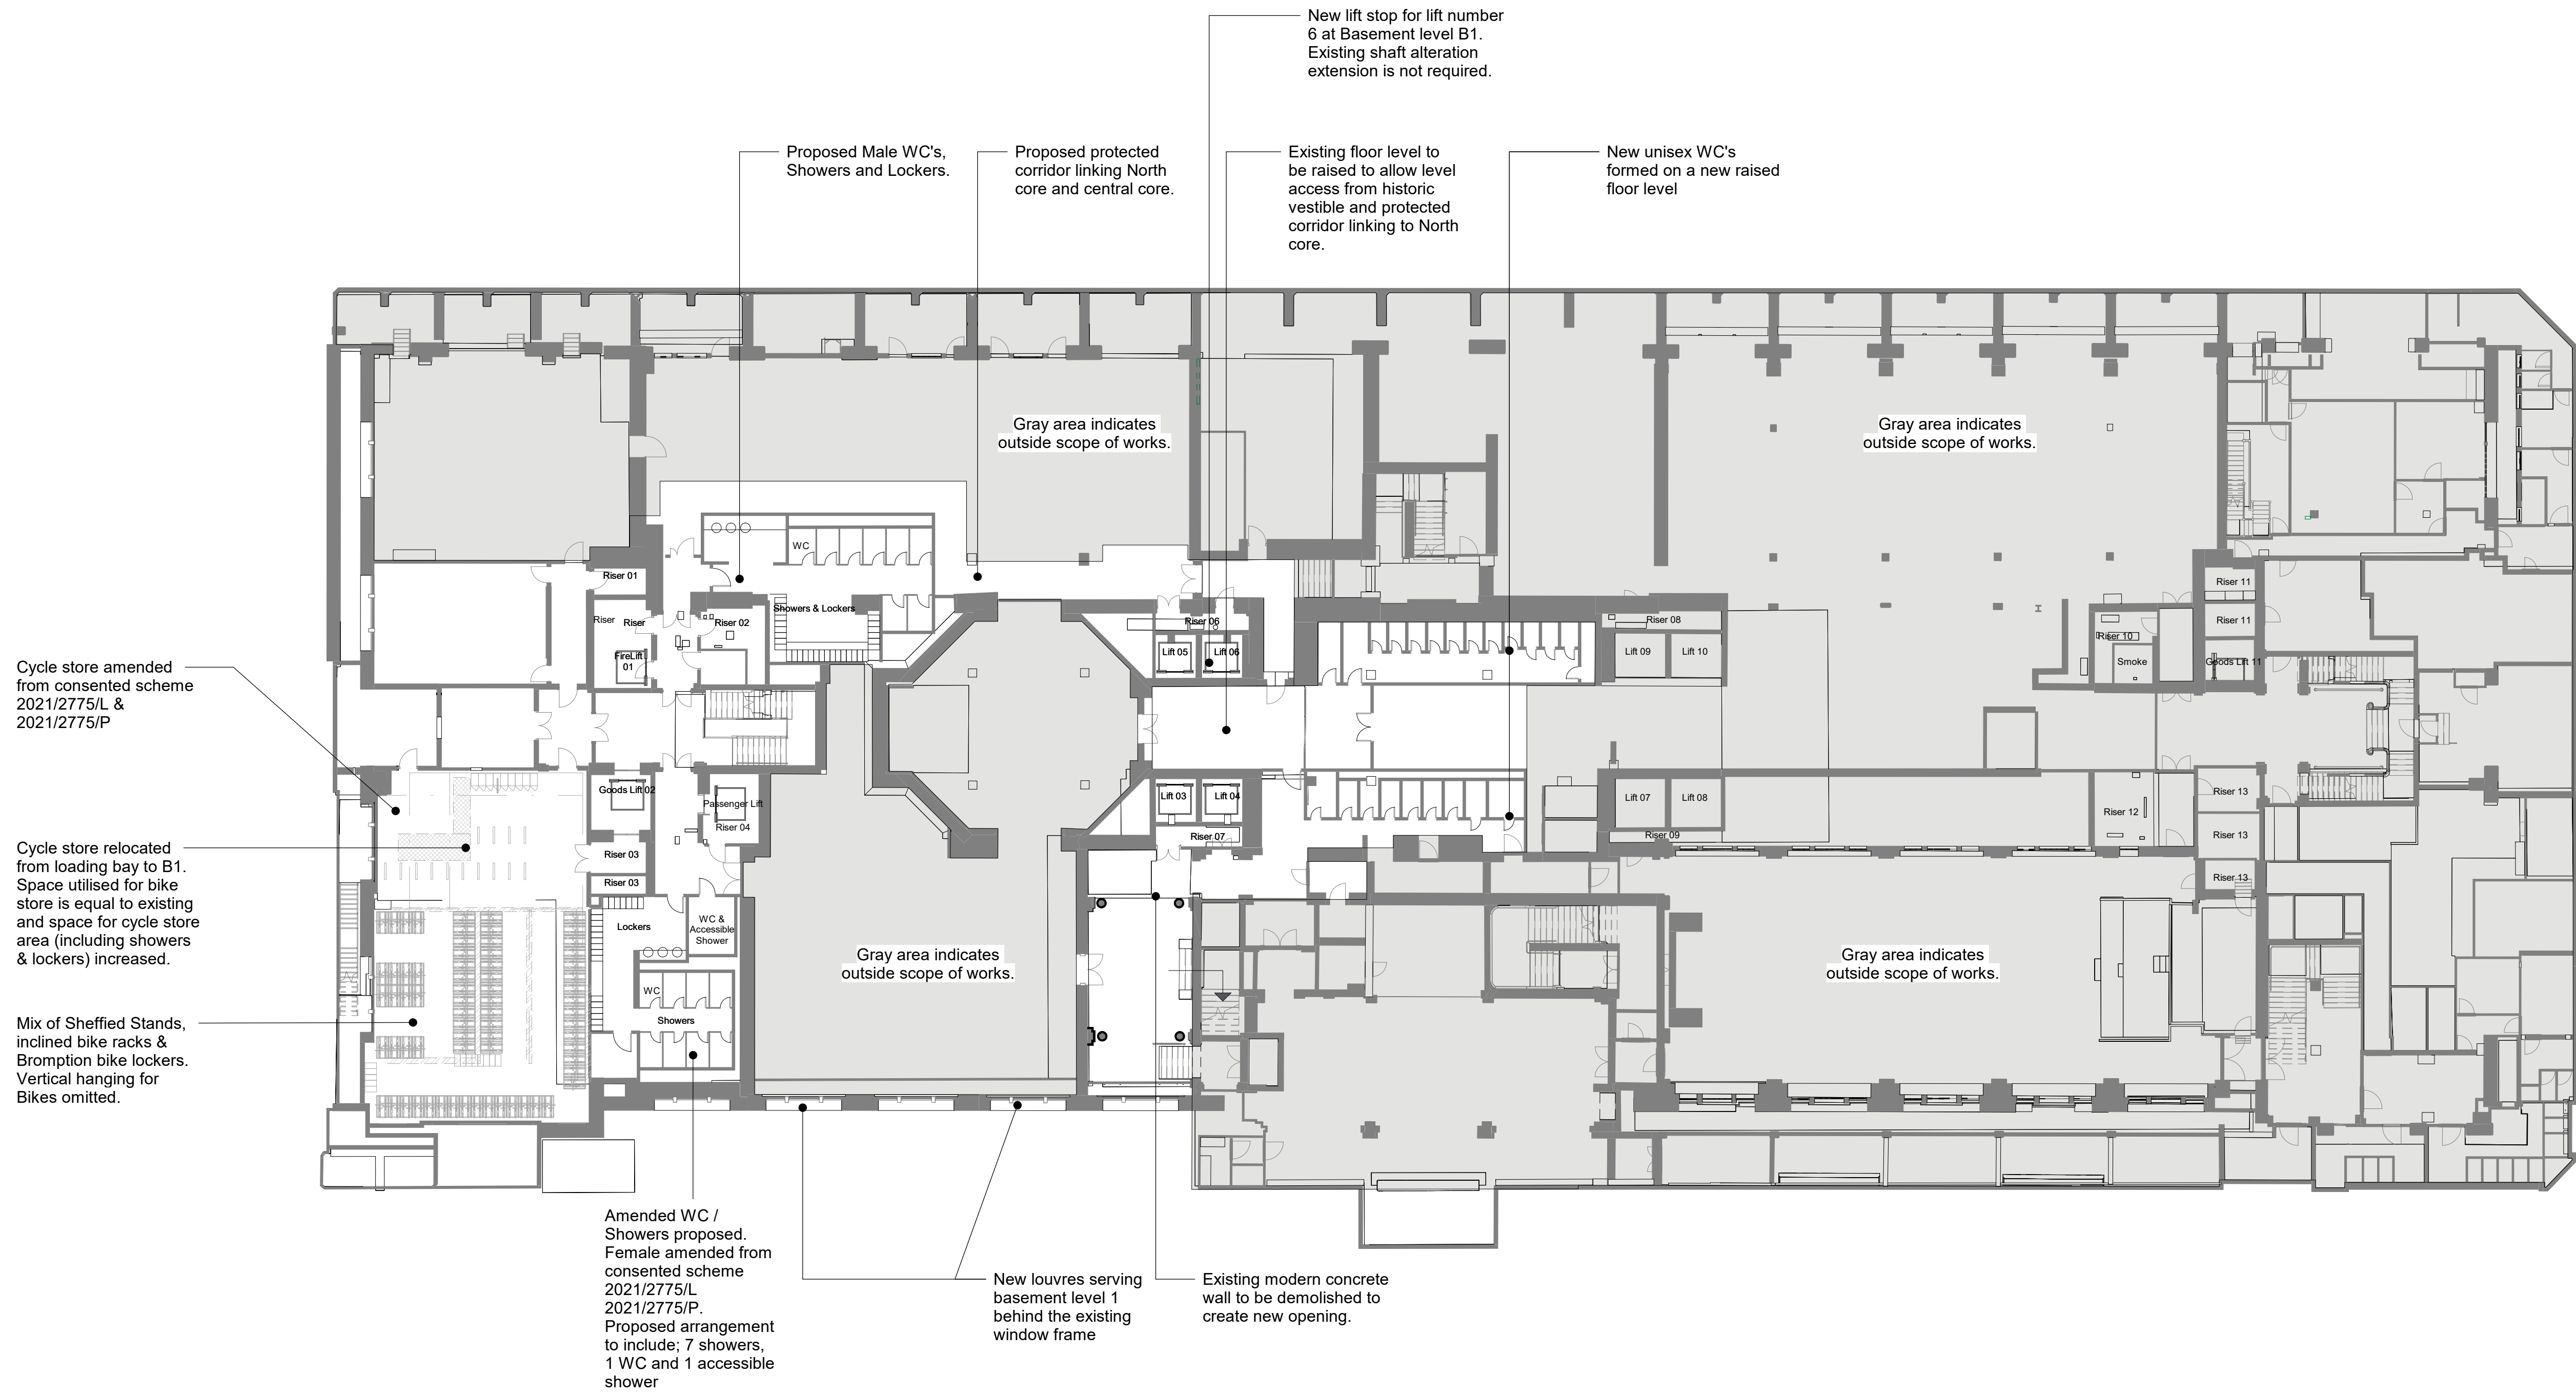 New lift stop for lift number
6 at Basement level B1.
Existing shaft alteration
extension is not required.
Proposed Male WC's,
Showers and Lockers.
Proposed protected
corridor linking North
core and central core.
Existing floor level to
be raised to allow level
access from historic
vestible and protected
corridor linking to North
core.
New unisex WC's
formed on a new raised
floor level
Gray area indicates
outside scope of works.
Gray area indicates
outside scope of works.
WC
Riser 01
Showers & Lockers
Riser
Riser
Riser 02
FireLift
01
Riser 06
Lift 05
Lift 06
Riser 08
Lift 09
Lift 10
Riser 11
Riser 11
Riser 10
Smoke
Goods Lift 11
Cycle store amended
from consented scheme
2021/2775/L &
2021/2775/P
Goods Lift 02
Passenger Lift
Riser 04
Lift 03
Lift 04
Riser 07
Lift 07
Lift 08
Riser 09
Riser 12
Riser 13
Riser 13
Riser 13
Cycle store relocated
from loading bay to B1.
Space utilised for bike
store is equal to existing
and space for cycle store
area (including showers
& lockers) increased.
Riser 03
Riser 03
Lockers
WC &
Accessible
Shower
WC
Showers
Gray area indicates
outside scope of works.
Gray area indicates
outside scope of works.
Mix of Sheffied Stands,
inclined bike racks &
Bromption bike lockers.
Vertical hanging for
Bikes omitted.
Amended WC /
Showers proposed.
Female amended from
consented scheme
2021/2775/L
2021/2775/P.
Proposed arrangement
to include; 7 showers,
1 WC and 1 accessible
shower
New louvres serving
basement level 1
behind the existing
window frame
Existing modern concrete
wall to be demolished to
create new opening.